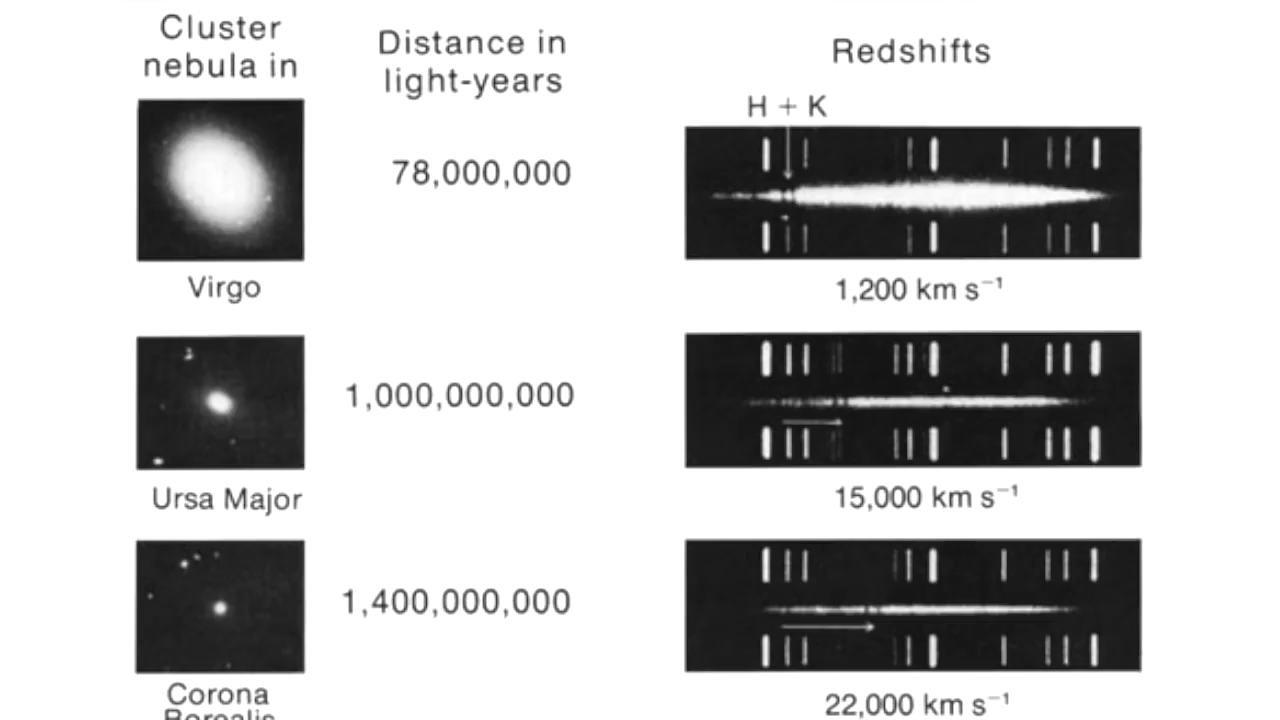 Cluster
nebula in
Distance in
light-years
Redshifts
H + K
78,000,000
Virgo
1,200 km s⁻¹
1,000,000,000
Ursa Major
15,000 km s⁻¹
1,400,000,000
Corona
Borealis
22,000 km s⁻¹